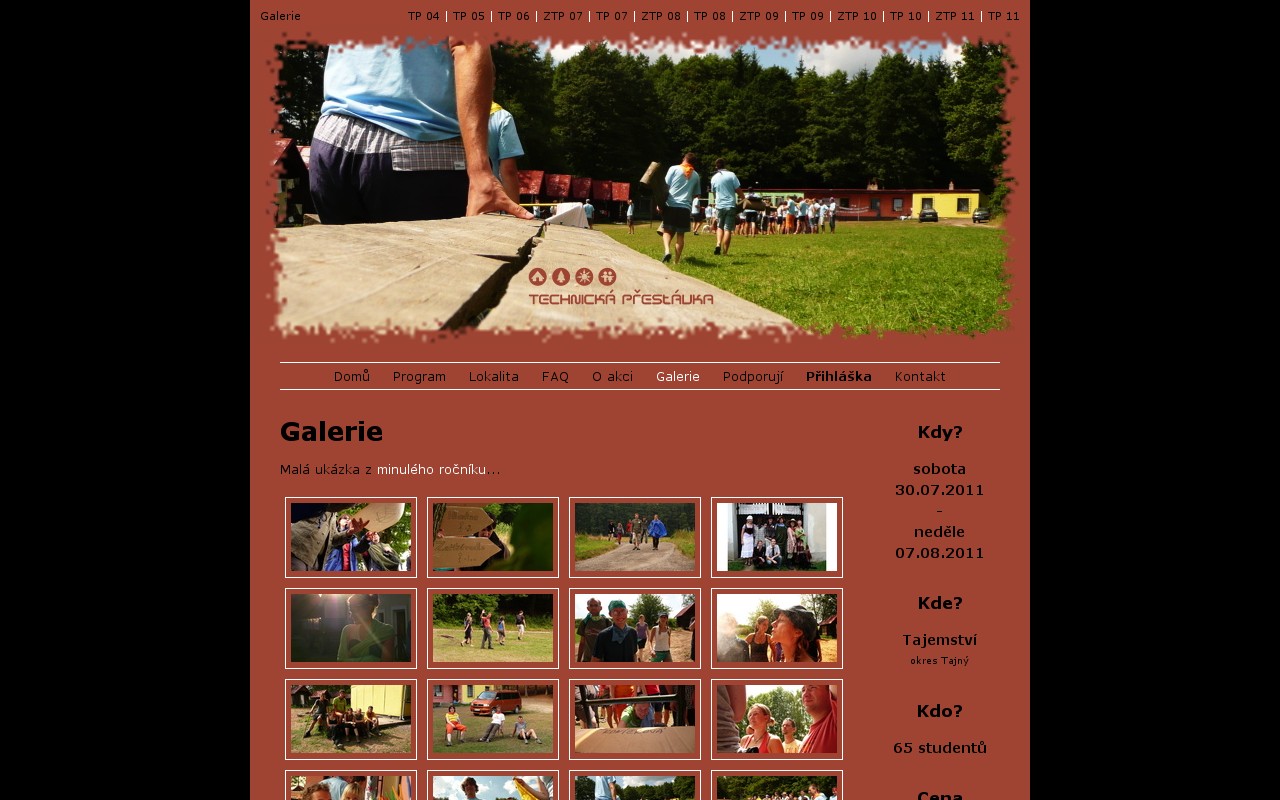 Galerie
TP 04 | TP 05 | TP 06 | ZTP 07 | TP 07 | ZTP 08 | TP 08 | ZTP 09 | TP 09 | ZTP 10 | TP 10 | ZTP 11 | TP 11
TECHNICKÁ PŘESTÁVKA
Domů Program Lokalita FAQ O akci Galerie Podporují Přihláška Kontakt
Galerie
Malá ukázka z minulého ročníku...
Kdy?
sobota
30.07.2011
-
neděle
07.08.2011
Kde?
Tajemství
okres Tajný
Kdo?
65 studentů
Cena